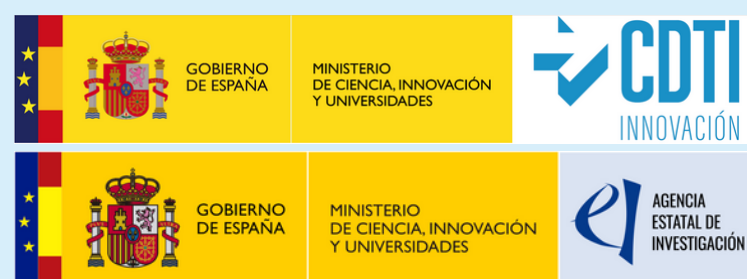 GOBIERNO
DE ESPAÑA
MINISTERIO
DE CIENCIA, INNOVACIÓN
Y UNIVERSIDADES
CDTI
INNOVACIÓN
GOBIERNO
DE ESPAÑA
MINISTERIO
DE CIENCIA, INNOVACIÓN
Y UNIVERSIDADES
AGENCIA
ESTATAL DE
INVESTIGACIÓN